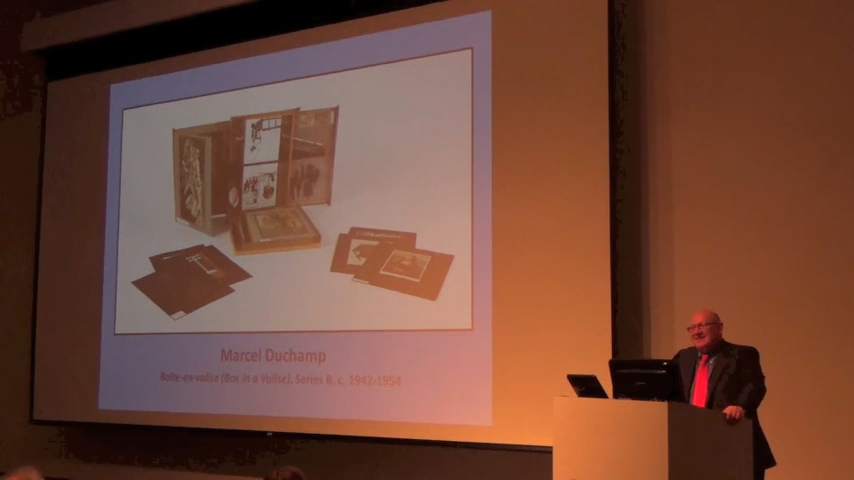 Marcel Duchamp
Boîte-en-valise (Box in a Valise), Series B, c. 1942-1954